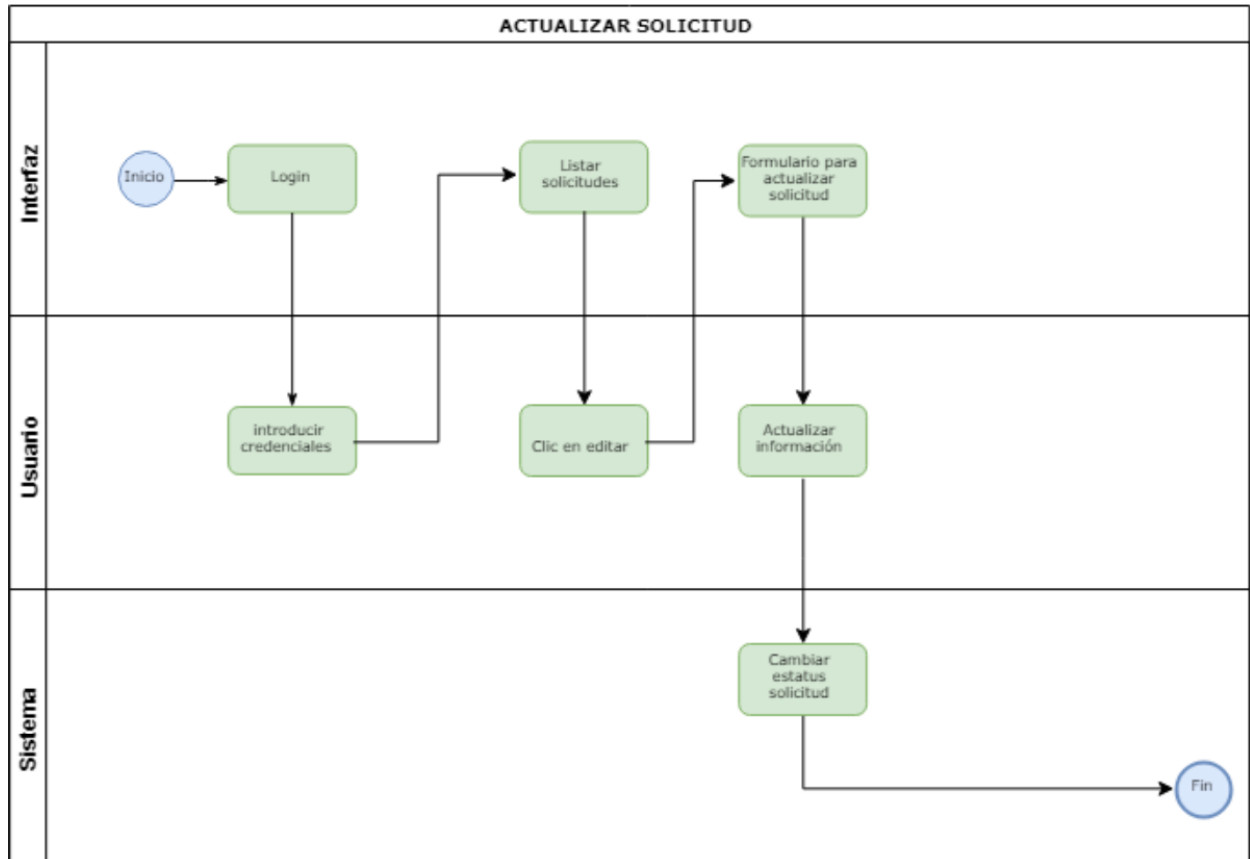 ACTUALIZAR SOLICITUD
Interfaz
Inicio
Login
Listar
solicitudes
Formulario para
actualizar
solicitud
Usuario
introducir
credenciales
Clic en editar
Actualizar
información
Sistema
Cambiar
estatus
solicitud
Fin